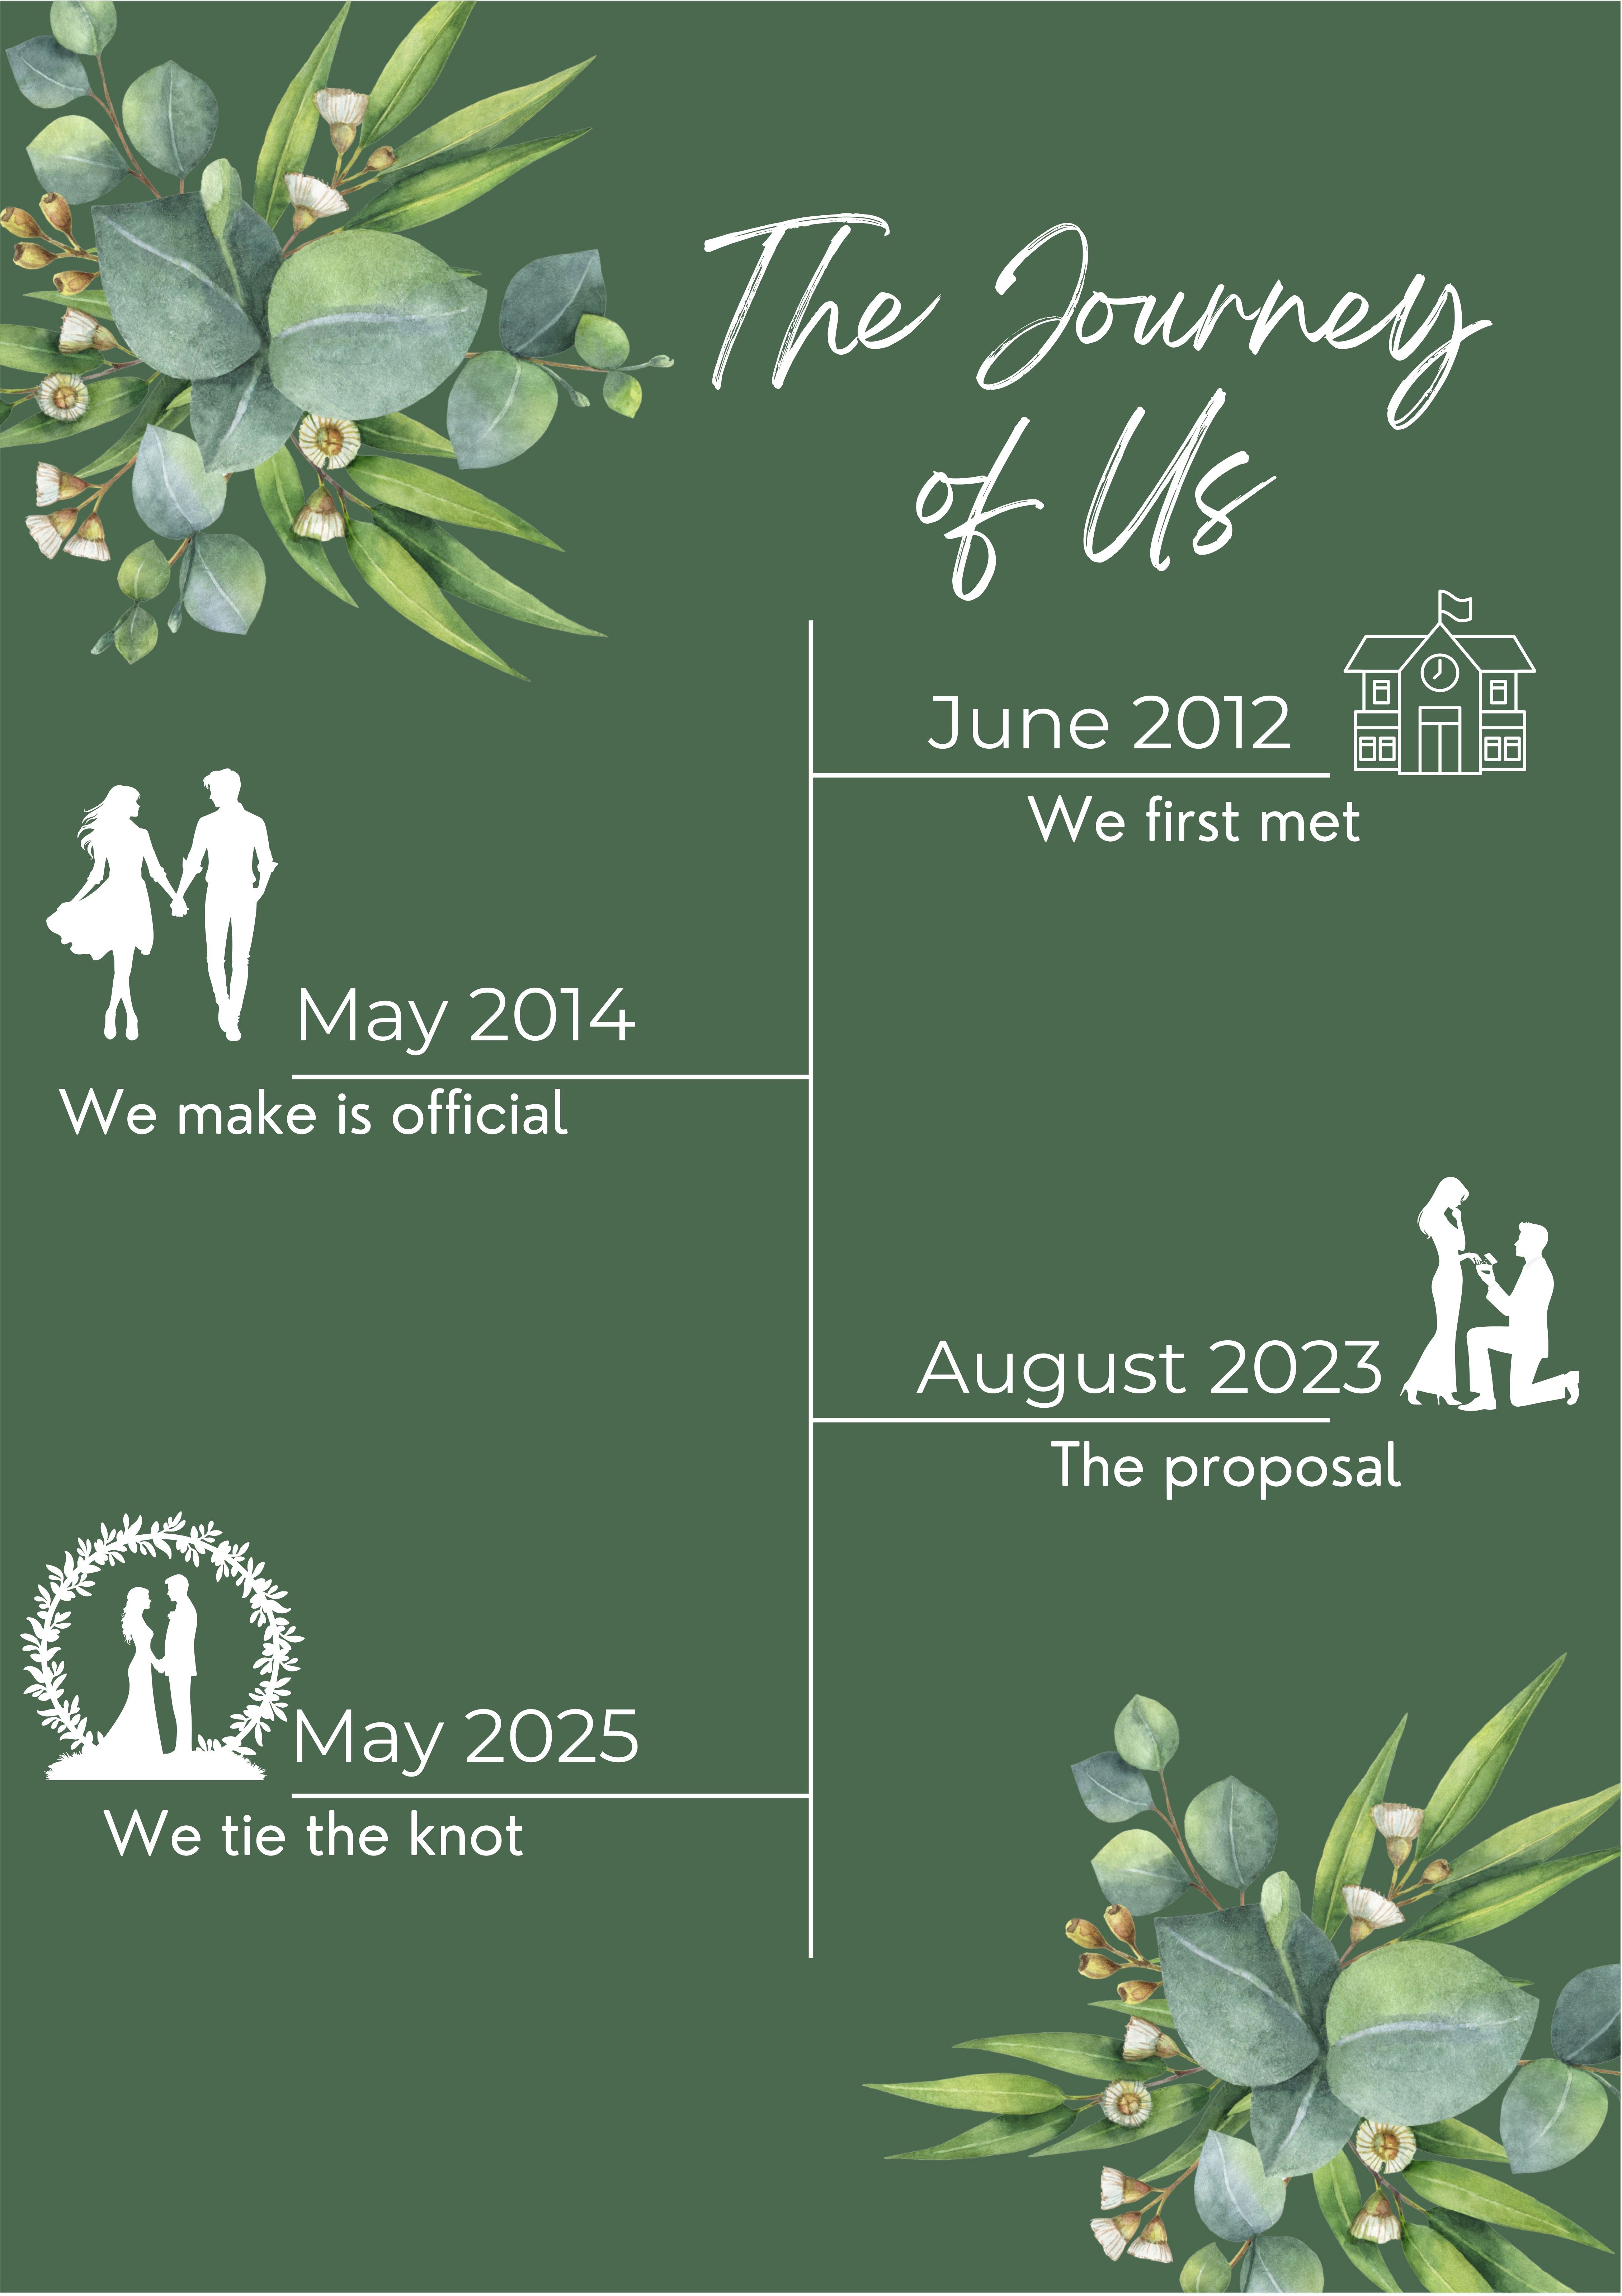 The Journey
of Us
June 2012
We first met
May 2014
We make is official
August 2023
The proposal
May 2025
We tie the knot